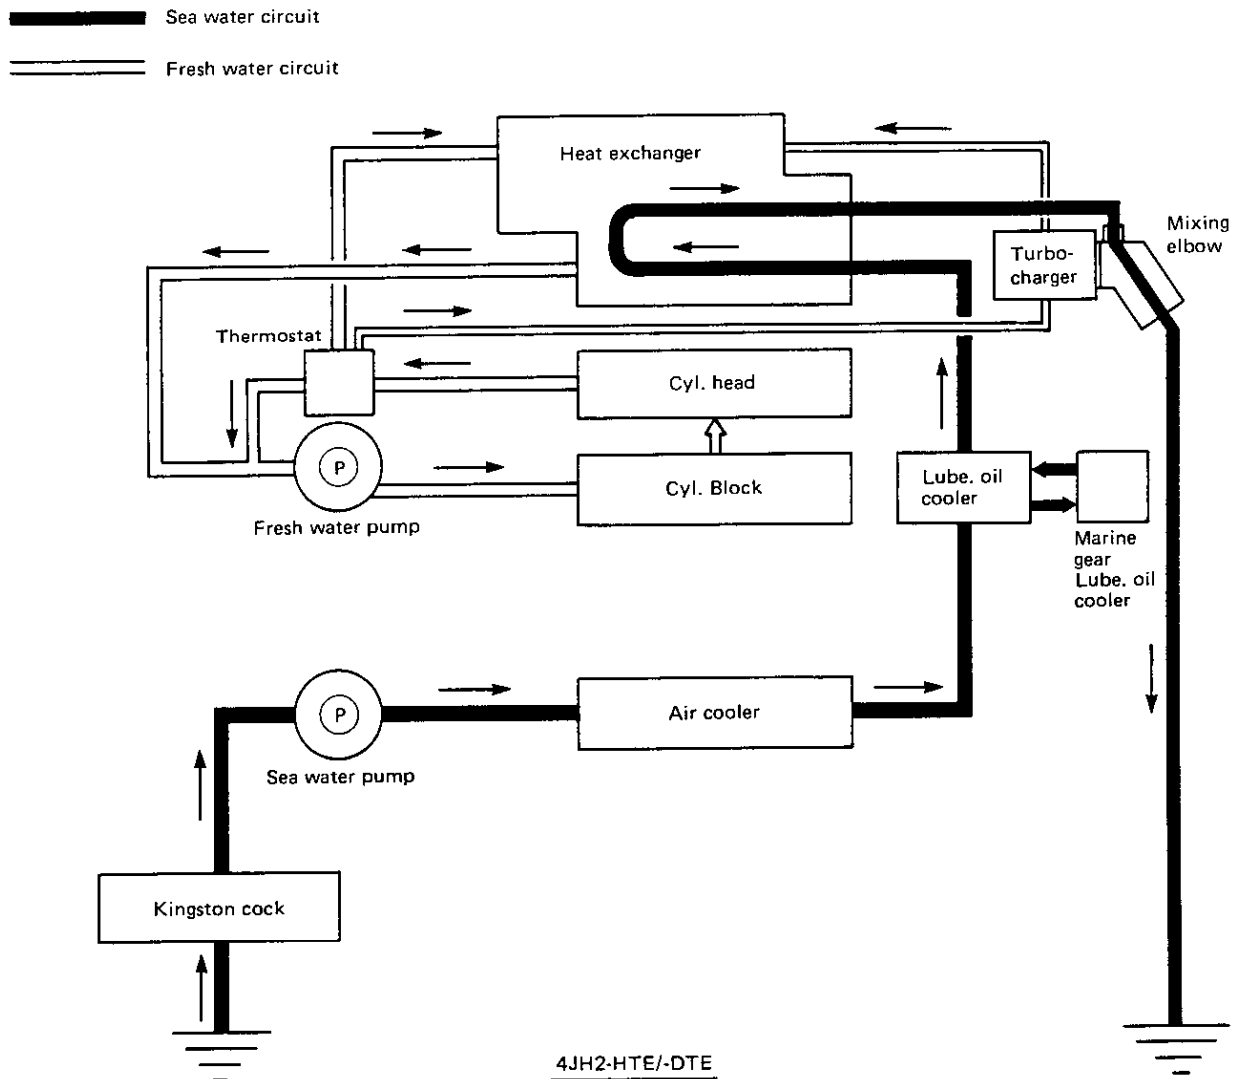 Sea water circuit
Fresh water circuit
Heat exchanger
Mixing
elbow
Turbo-
charger
Thermostat
Cyl. head
P
Cyl. Block
Fresh water pump
Lube. oil
cooler
Marine
gear
Lube. oil
cooler
P
Air cooler
Sea water pump
Kingston cock
4JH2-HTE/-DTE